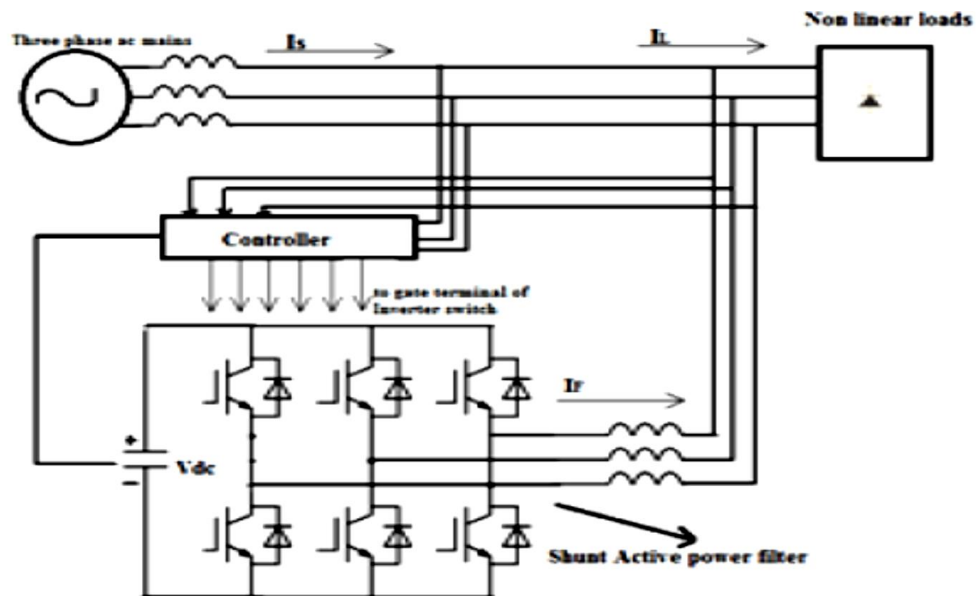 Non linear loads
Three phase ac mains
Is
IL
Controller
to gate terminal of
Inverter switch
IF
+
Vdc
−
Shunt Active power filter